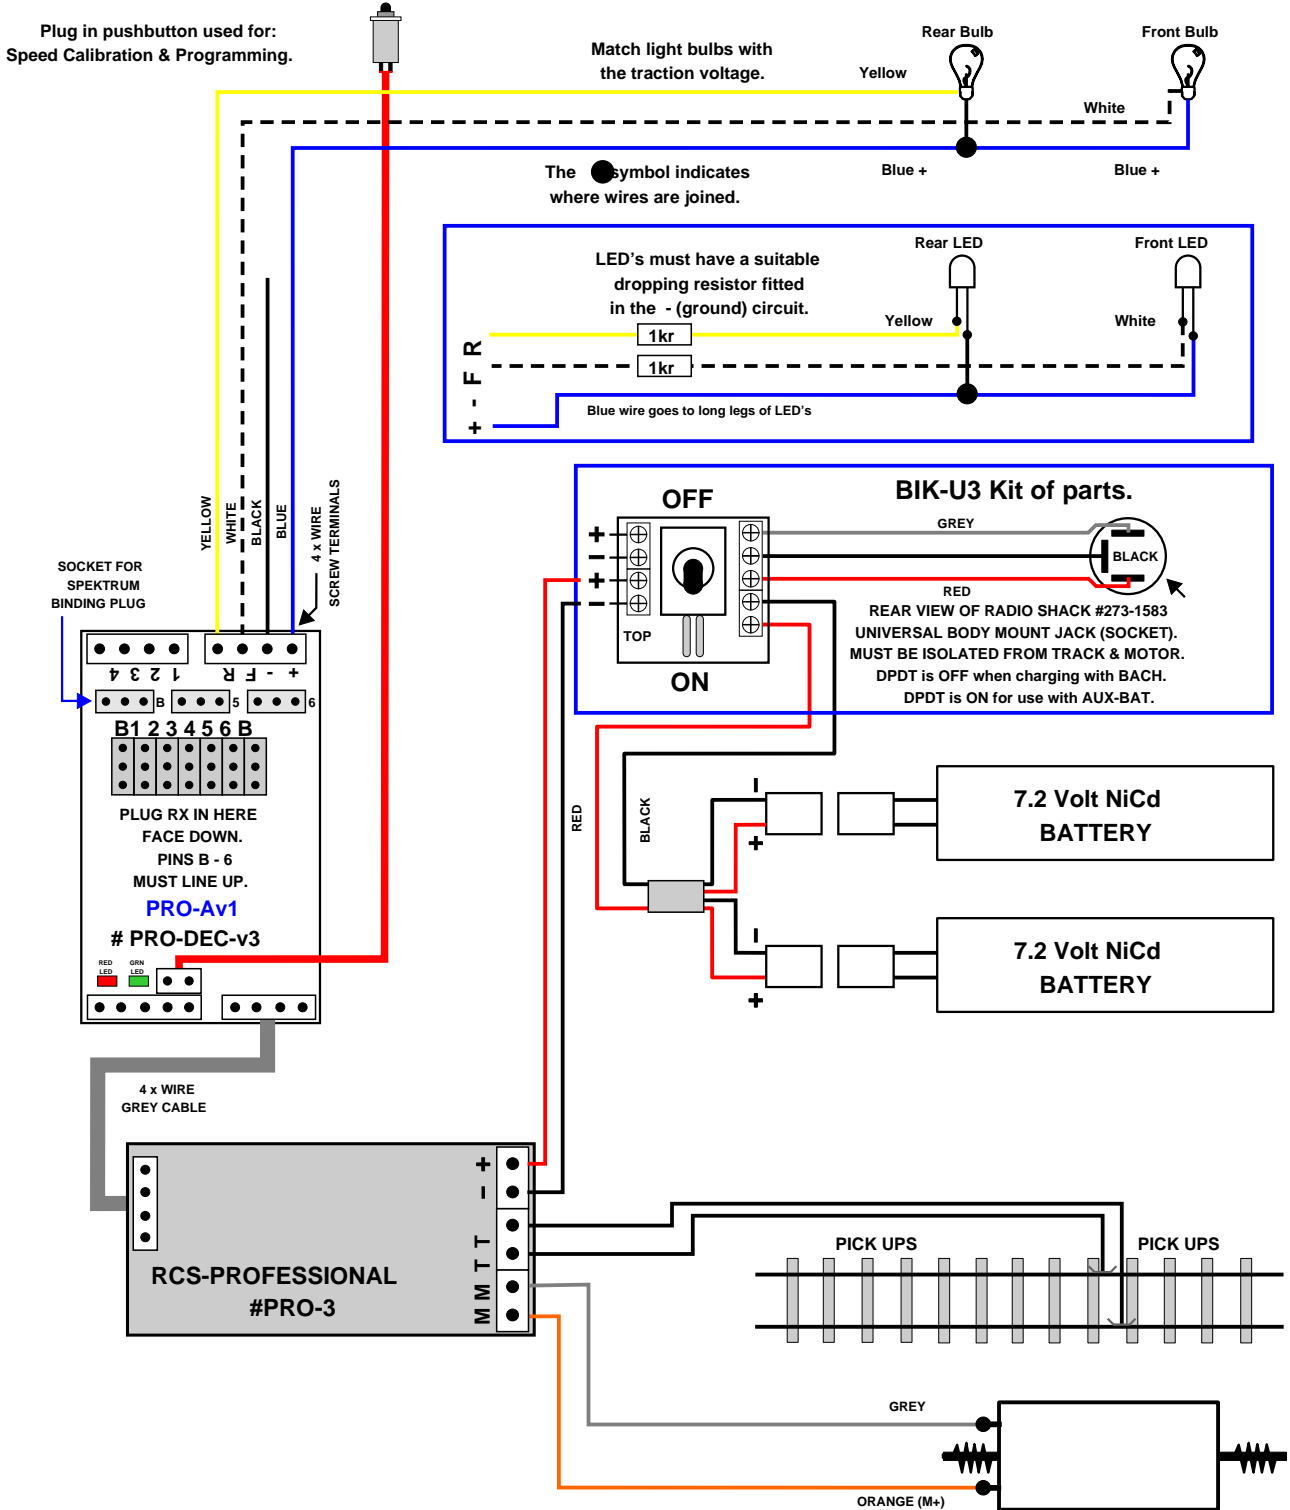 Plug in pushbutton used for:
Speed Calibration & Programming.
Match light bulbs with
the traction voltage.
Rear Bulb
Front Bulb
Yellow
White
The symbol indicates
where wires are joined.
Blue +
Blue +
LED's must have a suitable
dropping resistor fitted
in the - (ground) circuit.
Rear LED
Front LED
Yellow
White
1kr
1kr
R
F
-
+
Blue wire goes to long legs of LED's
YELLOW
WHITE
BLACK
BLUE
4 x WIRE
SCREW TERMINALS
SOCKET FOR
SPEKTRUM
BINDING PLUG
4 3 2 1
R F - +
B
5
6
B1 2 3 4 5 6 B
PLUG RX IN HERE
FACE DOWN.
PINS B - 6
MUST LINE UP.
PRO-Av1
# PRO-DEC-v3
RED
LED
GRN
LED
4 x WIRE
GREY CABLE
BIK-U3 Kit of parts.
OFF
+
-
+
-
TOP
ON
GREY
BLACK
RED
REAR VIEW OF RADIO SHACK #273-1583
UNIVERSAL BODY MOUNT JACK (SOCKET).
MUST BE ISOLATED FROM TRACK & MOTOR.
DPDT is OFF when charging with BACH.
DPDT is ON for use with AUX-BAT.
RED
BLACK
-
+
7.2 Volt NiCd
BATTERY
-
+
7.2 Volt NiCd
BATTERY
RCS-PROFESSIONAL
#PRO-3
+
-
T
T
M
M
PICK UPS
PICK UPS
GREY
ORANGE (M+)